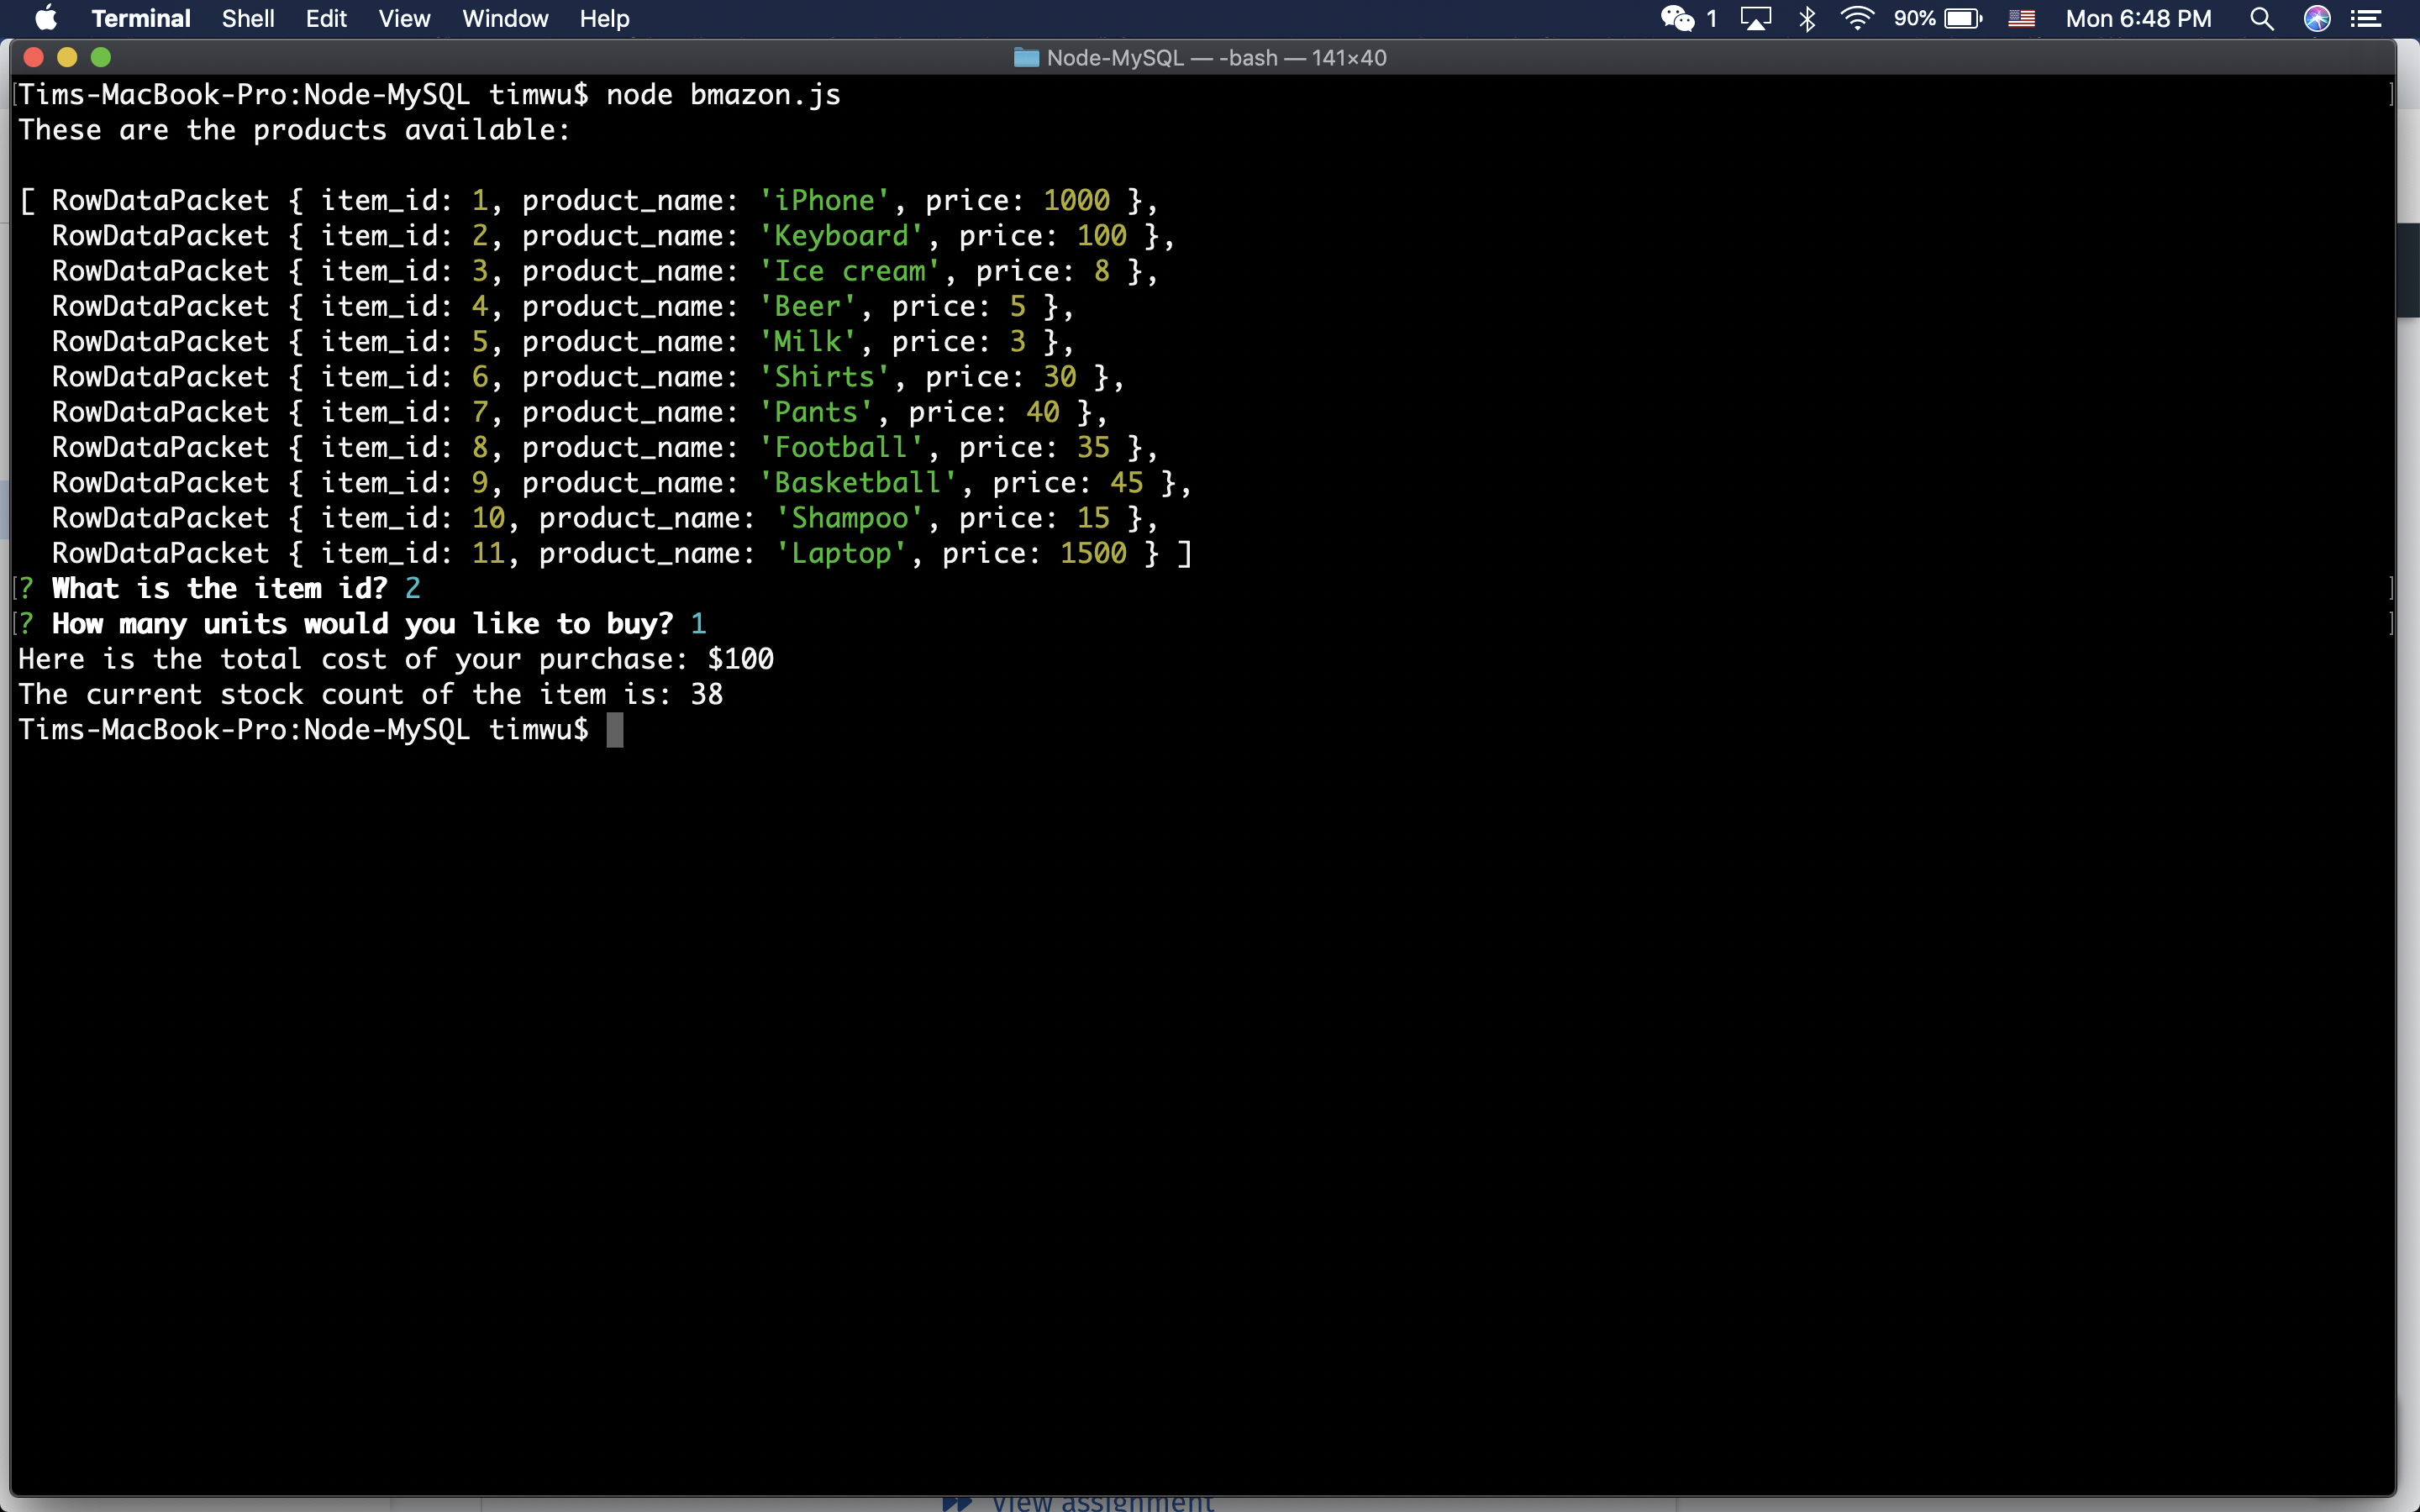 Terminal Shell Edit View Window Help 1 90% Mon 6:48 PM
Node-MySQL — -bash — 141×40
[Tims-MacBook-Pro:Node-MySQL timwu$ node bmazon.js ]
These are the products available:
[ RowDataPacket { item_id: 1, product_name: 'iPhone', price: 1000 },
RowDataPacket { item_id: 2, product_name: 'Keyboard', price: 100 },
RowDataPacket { item_id: 3, product_name: 'Ice cream', price: 8 },
RowDataPacket { item_id: 4, product_name: 'Beer', price: 5 },
RowDataPacket { item_id: 5, product_name: 'Milk', price: 3 },
RowDataPacket { item_id: 6, product_name: 'Shirts', price: 30 },
RowDataPacket { item_id: 7, product_name: 'Pants', price: 40 },
RowDataPacket { item_id: 8, product_name: 'Football', price: 35 },
RowDataPacket { item_id: 9, product_name: 'Basketball', price: 45 },
RowDataPacket { item_id: 10, product_name: 'Shampoo', price: 15 },
RowDataPacket { item_id: 11, product_name: 'Laptop', price: 1500 } ]
[? What is the item id? 2 ]
[? How many units would you like to buy? 1 ]
Here is the total cost of your purchase: $100
The current stock count of the item is: 38
Tims-MacBook-Pro:Node-MySQL timwu$
View assignment